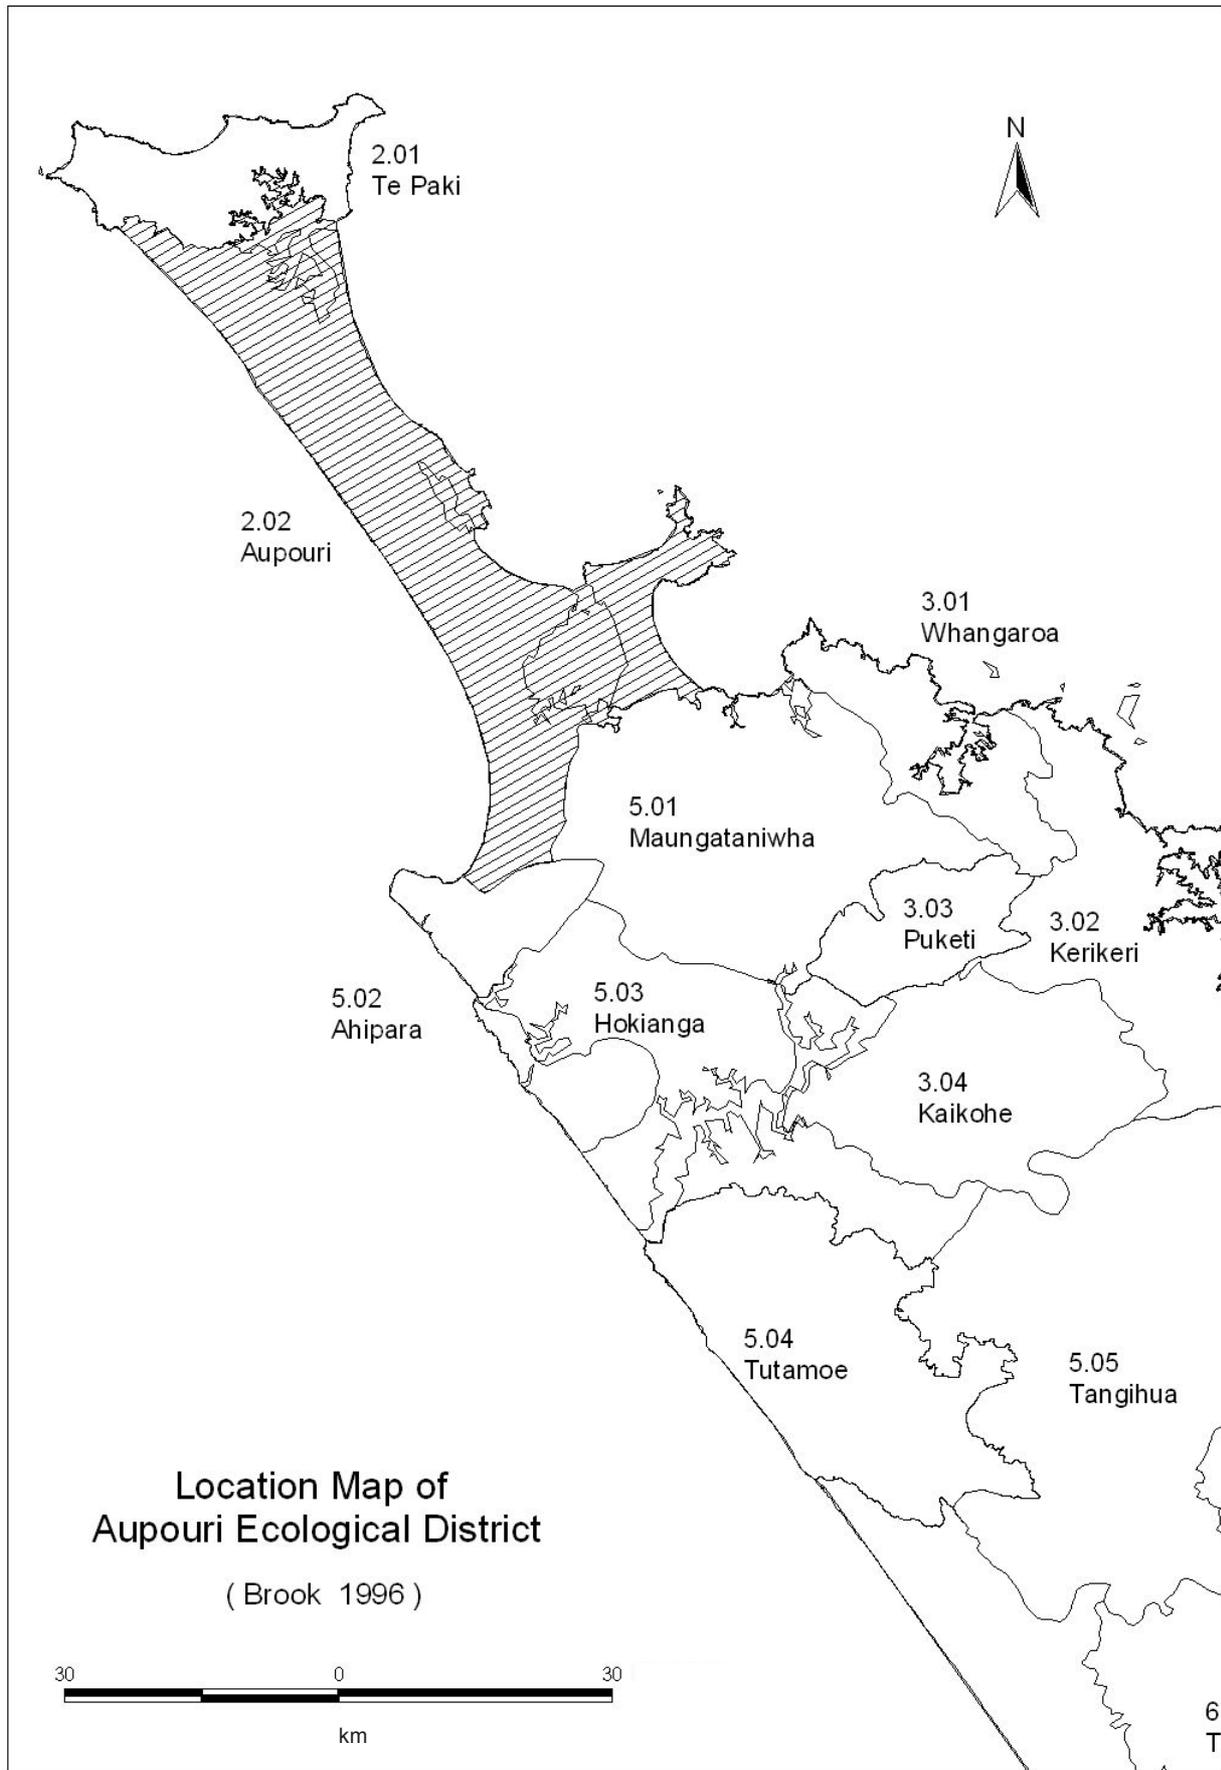 N
2.01
Te Paki
2.02
Aupouri
3.01
Whangaroa
5.01
Maungataniwha
3.03
Puketi
3.02
Kerikeri
5.02
Ahipara
5.03
Hokianga
3.04
Kaikohe
5.04
Tutamoe
5.05
Tangihua
Location Map of
Aupouri Ecological District
( Brook 1996 )
30 0 30
km
6
T